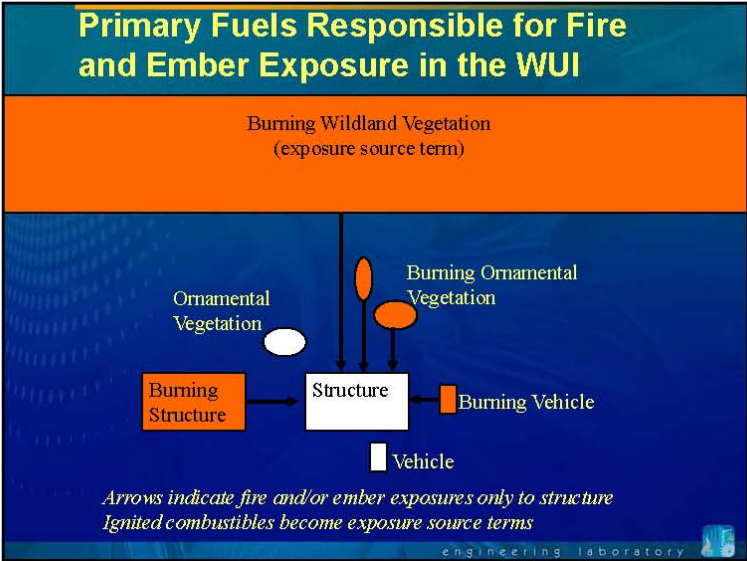 Primary Fuels Responsible for Fire
and Ember Exposure in the WUI
Burning Wildland Vegetation
(exposure source term)
Burning Ornamental
Vegetation
Ornamental
Vegetation
Burning
Structure
Structure
Burning Vehicle
Vehicle
Arrows indicate fire and/or ember exposures only to structure
Ignited combustibles become exposure source terms
engineering laboratory